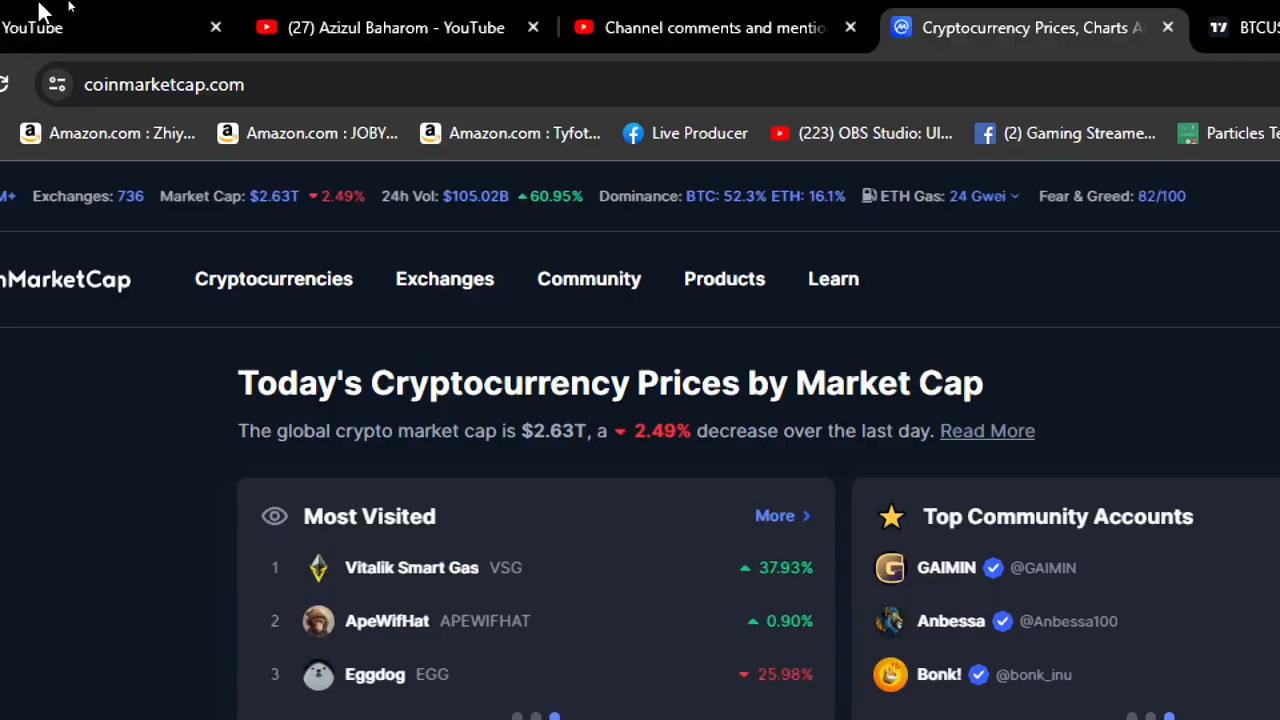 YouTube
(27) Azizul Baharom - YouTube
Channel comments and mentio
Cryptocurrency Prices, Charts A
BTCUS
coinmarketcap.com
Amazon.com : Zhiy...
Amazon.com : JOBY...
Amazon.com : Tyfot...
Live Producer
(223) OBS Studio: Ul...
(2) Gaming Streame...
Particles Te
M+ Exchanges: 736 Market Cap: $2.63T 2.49% 24h Vol: $105.02B 60.95% Dominance: BTC: 52.3% ETH: 16.1% ETH Gas: 24 Gwei Fear & Greed: 82/100
nMarketCap
Cryptocurrencies Exchanges Community Products Learn
Today's Cryptocurrency Prices by Market Cap
The global crypto market cap is $2.63T, a 2.49% decrease over the last day. Read More
Most Visited
More
1 Vitalik Smart Gas VSG 37.93%
2 ApeWifHat APEWIFHAT 0.90%
3 Eggdog EGG 25.98%
Top Community Accounts
GAIMIN @GAIMIN
Anbessa @Anbessa100
Bonk! @bonk_inu